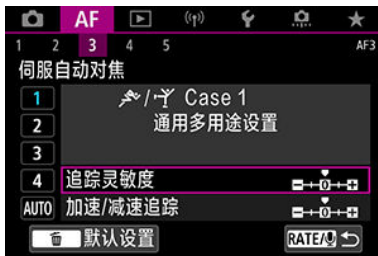 AF
1 2 3 4 5 AF3
伺服自动对焦
1 Case 1
2 通用多用途设置
3
4 追踪灵敏度 0
AUTO 加速/减速追踪 0
默认设置 RATE/